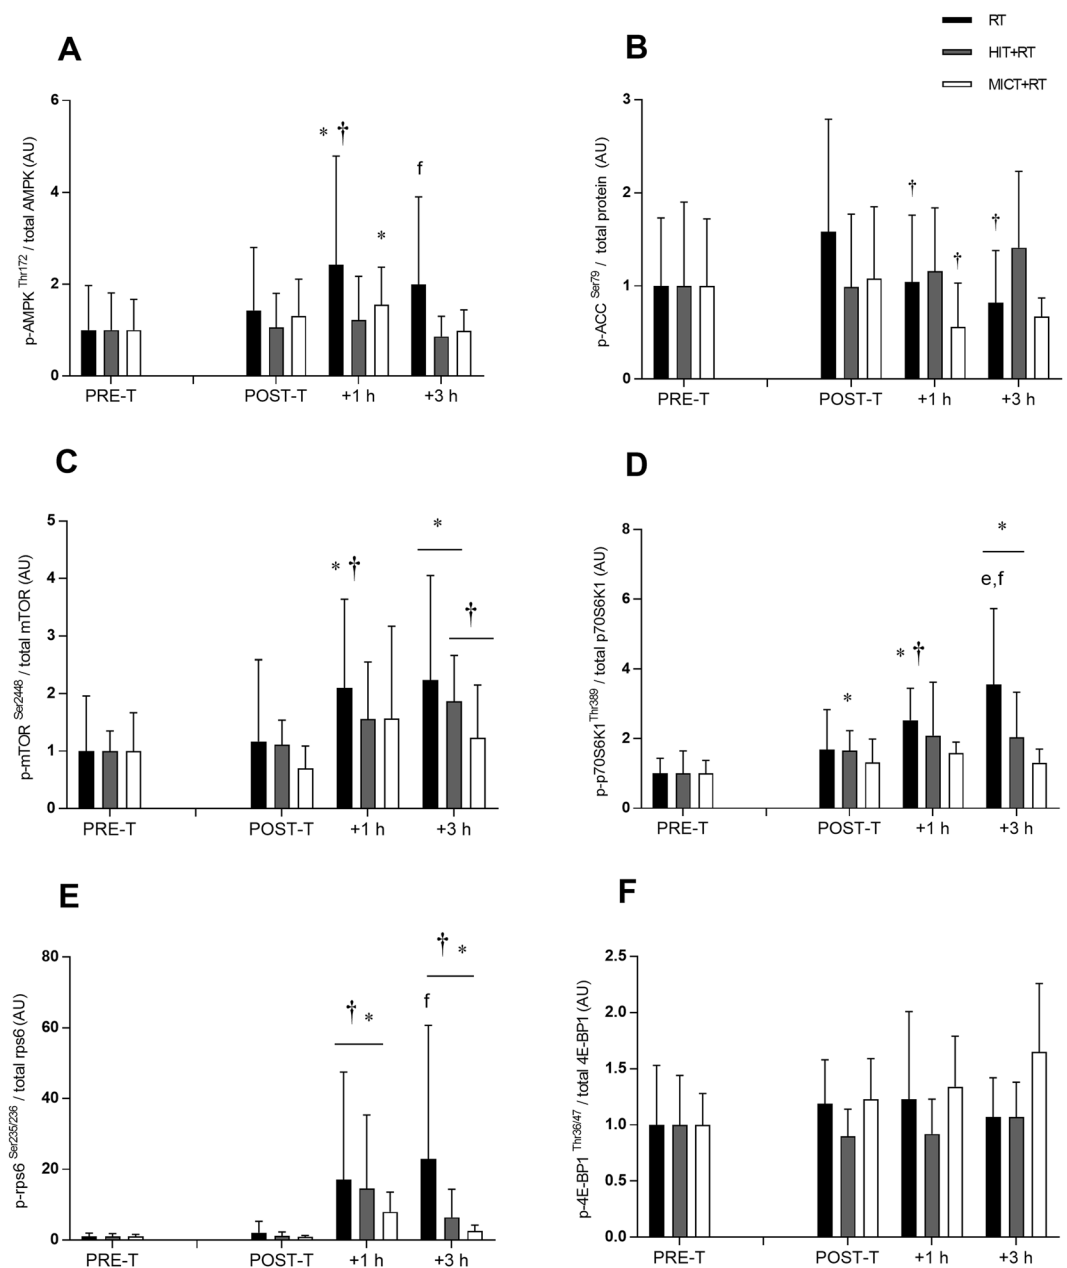 RT
HIT+RT
MICT+RT
A
p-AMPK Thr172 / total AMPK (AU)
6
4
2
0
* †
*
f
PRE-T POST-T +1 h +3 h
B
p-ACC Ser79 / total protein (AU)
3
2
1
0
†
†
†
PRE-T POST-T +1 h +3 h
C
p-mTOR Ser2448 / total mTOR (AU)
5
4
3
2
1
0
* †
*
†
PRE-T POST-T +1 h +3 h
D
p-p70S6K1 Thr389 / total p70S6K1 (AU)
8
6
4
2
0
*
* †
*
e,f
PRE-T POST-T +1 h +3 h
E
p-rps6 Ser235/236 / total rps6 (AU)
80
60
40
20
0
† *
† *
f
PRE-T POST-T +1 h +3 h
F
p-4E-BP1 Thr36/47 / total 4E-BP1 (AU)
2.5
2.0
1.5
1.0
0.5
0.0
PRE-T POST-T +1 h +3 h